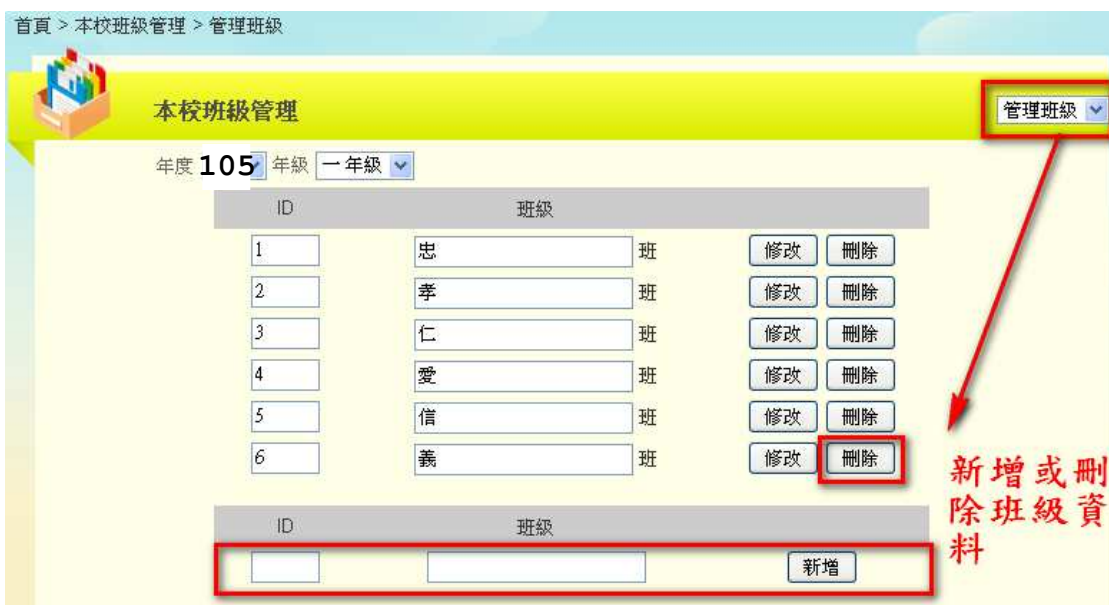 首頁 > 本校班級管理 > 管理班級
本校班級管理
管理班級
年度 105 年級 一年級
ID 班級
1 忠 班 修改 刪除
2 孝 班 修改 刪除
3 仁 班 修改 刪除
4 愛 班 修改 刪除
5 信 班 修改 刪除
6 義 班 修改 刪除
新增或刪
除班級資
料
ID 班級
新增